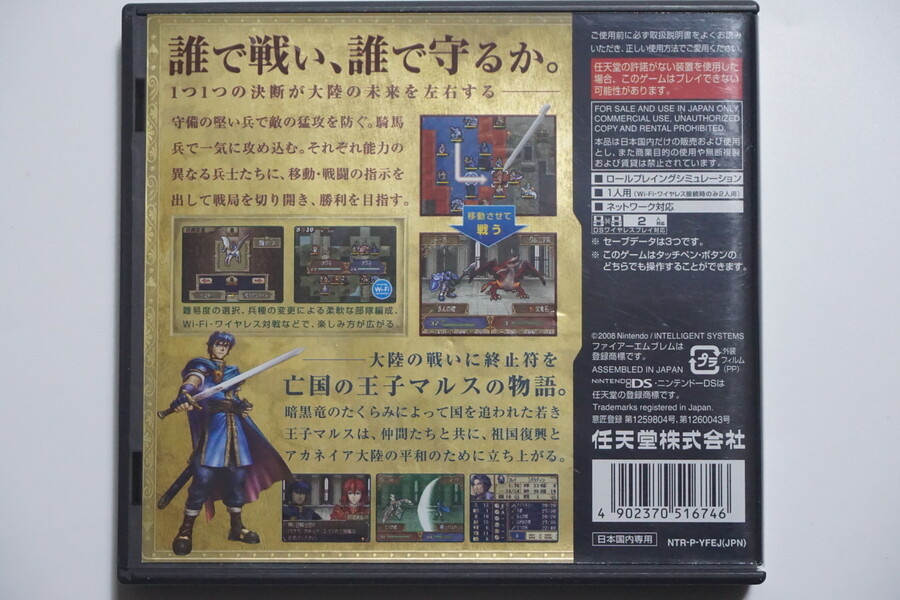 誰で戦い、誰で守るか。
1つ1つの決断が大陸の未来を左右する
守備の堅い兵で敵の猛攻を防ぐ。騎馬
兵で一気に攻め込む。それぞれ能力の
異なる兵士たちに、移動・戦闘の指示を
出して戦局を切り開き、勝利を目指す。
移動させて
戦う
Wi-Fi
難易度の選択、兵種の変更による柔軟な部隊編成、
Wi-Fi・ワイヤレス対戦などで、楽しみ方が広がる。
大陸の戦いに終止符を
亡国の王子マルスの物語。
暗黒竜のたくらみによって国を追われた若き
王子マルスは、仲間たちと共に、祖国復興と
アカネイア大陸の平和のために立ち上がる。
ご使用前に必ず取扱説明書をよくお読み
いただき、正しい使用方法でご愛用ください。
任天堂の許諾がない装置を使用した
場合、このゲームはプレイできない
可能性があります。
FOR SALE AND USE IN JAPAN ONLY.
COMMERCIAL USE, UNAUTHORIZED
COPY AND RENTAL PROHIBITED.
本品は日本国内だけの販売および使用
とし、また商業目的の使用や無断複製
および賃貸は禁止されています。
■ ロールプレイングシミュレーション
■ 1人用(Wi-Fi・ワイヤレス接続時のみ2人用)
■ ネットワーク対応
2人対応
DSワイヤレスプレイ対応
※ セーブデータは3つです。
※ このゲームはタッチペン・ボタンの
どちらでも操作することができます。
©2008 Nintendo / INTELLIGENT SYSTEMS
ファイアーエムブレムは
登録商標です。
ASSEMBLED IN JAPAN
プラ
外装
フィルム
(PP)
NINTENDO DS・ニンテンドーDSは
任天堂の登録商標です。
Trademarks registered in Japan.
意匠登録 第1259804号、第1260043号
任天堂株式会社
4 902370 516746
日本国内専用
NTR-P-YFEJ(JPN)